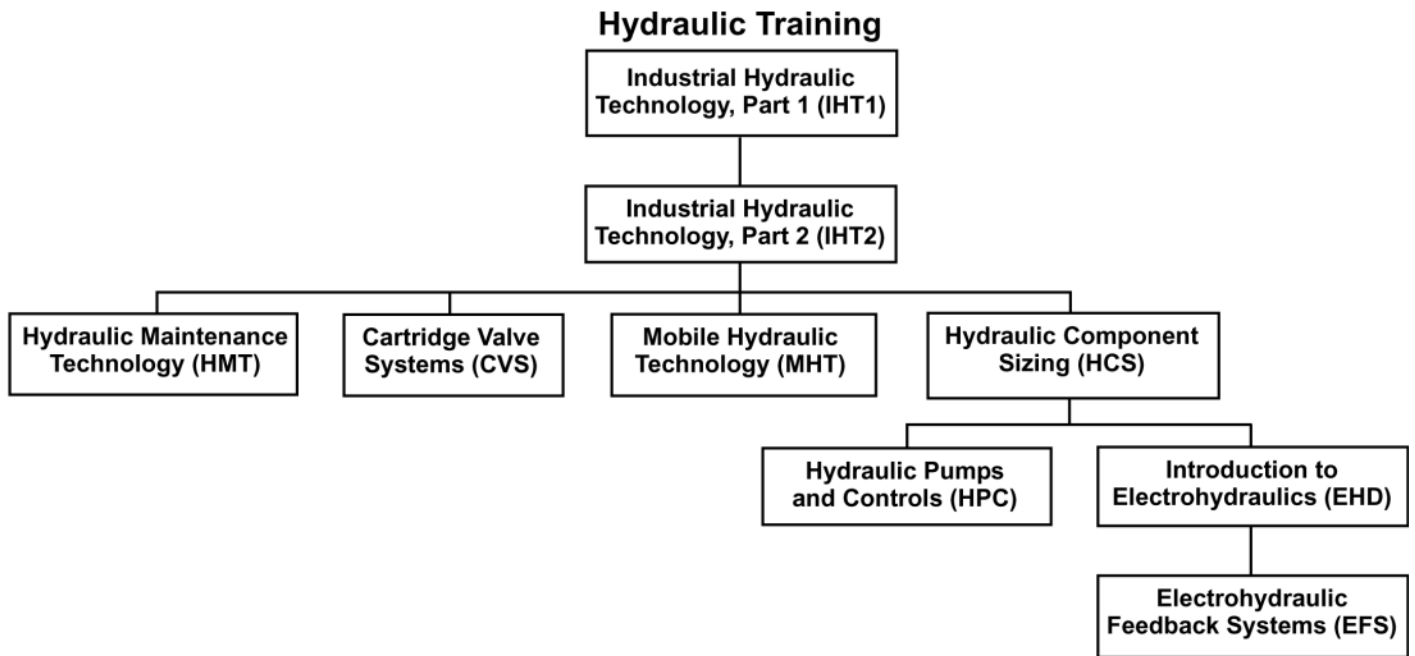 Hydraulic Training
Industrial Hydraulic
Technology, Part 1 (IHT1)
Industrial Hydraulic
Technology, Part 2 (IHT2)
Hydraulic Maintenance
Technology (HMT)
Cartridge Valve
Systems (CVS)
Mobile Hydraulic
Technology (MHT)
Hydraulic Component
Sizing (HCS)
Hydraulic Pumps
and Controls (HPC)
Introduction to
Electrohydraulics (EHD)
Electrohydraulic
Feedback Systems (EFS)